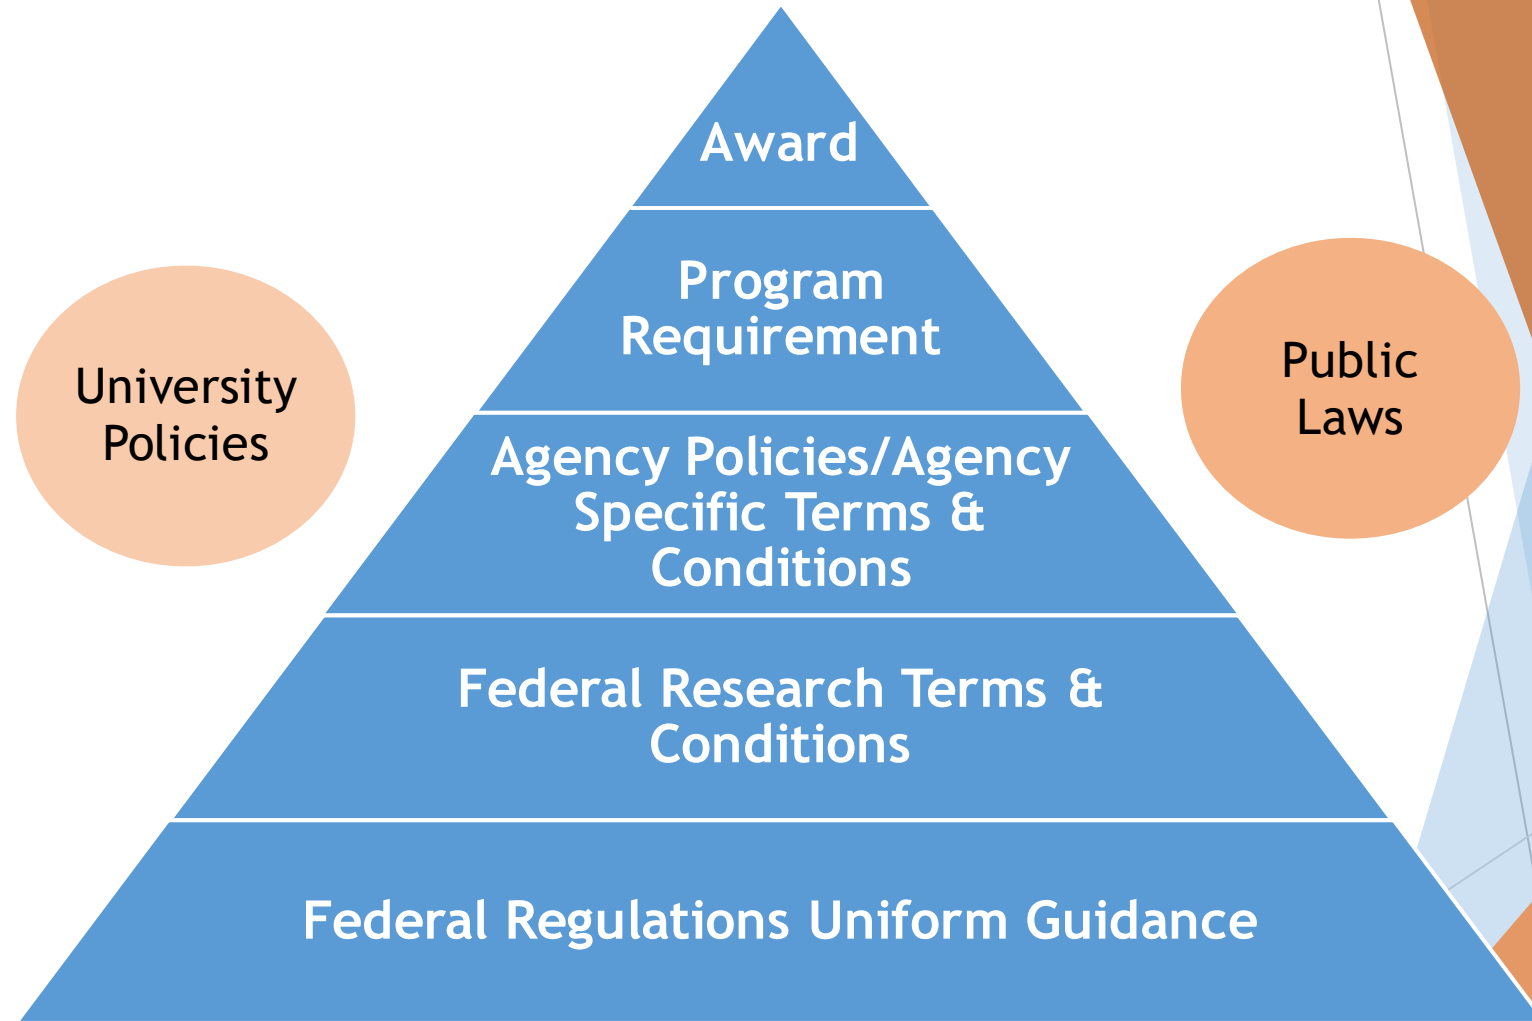 Award
Program
Requirement
University
Policies
Public
Laws
Agency Policies/Agency
Specific Terms &
Conditions
Federal Research Terms &
Conditions
Federal Regulations Uniform Guidance